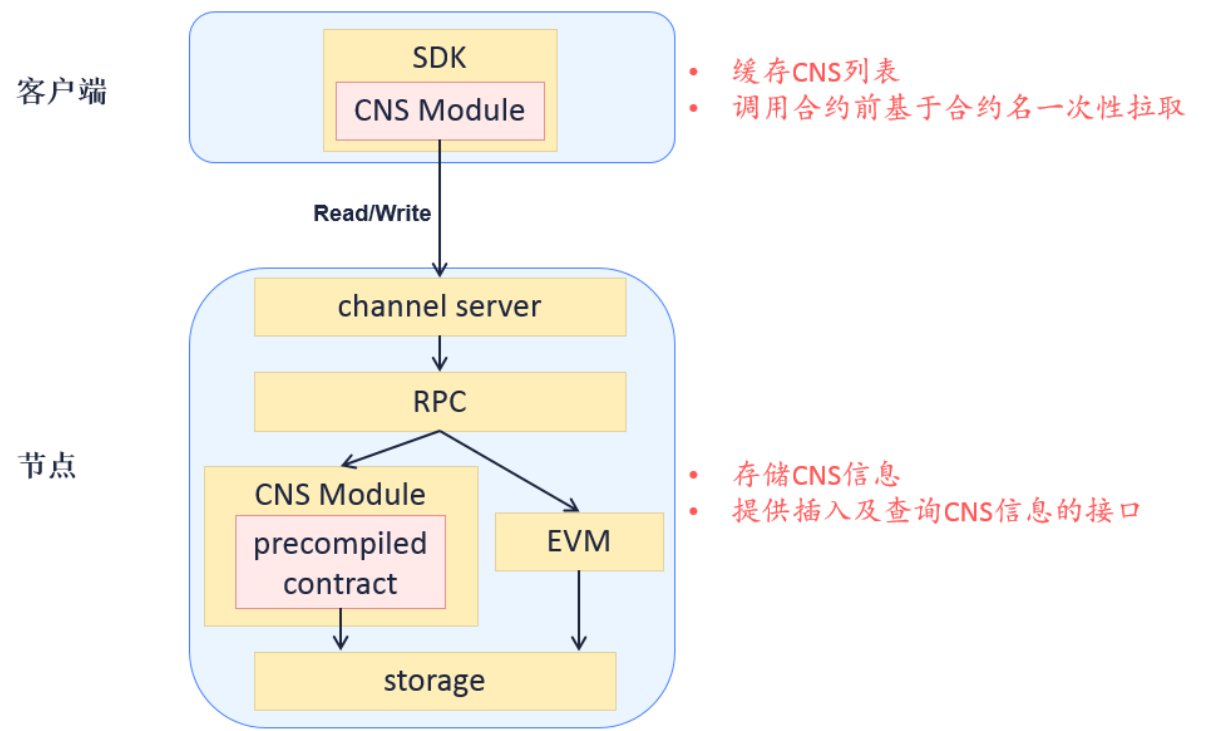 客户端
SDK
CNS Module
• 缓存CNS列表
• 调用合约前基于合约名一次性拉取
Read/Write
channel server
RPC
节点
CNS Module
precompiled
contract
EVM
storage
• 存储CNS信息
• 提供插入及查询CNS信息的接口